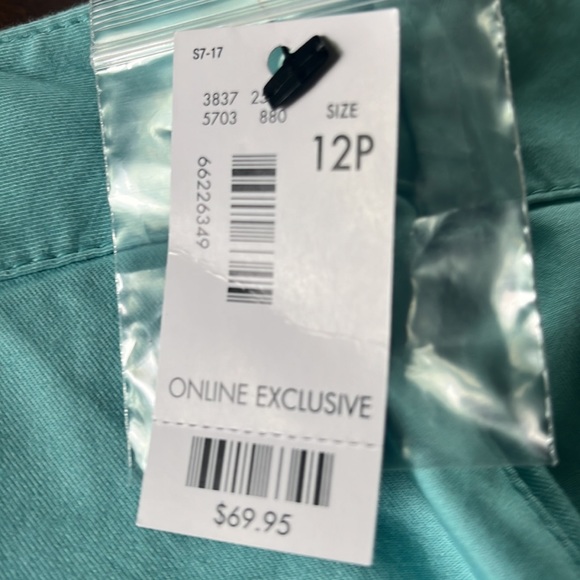 S7-17
3837
5703 880
SIZE
12P
66226349
ONLINE EXCLUSIVE
$69.95